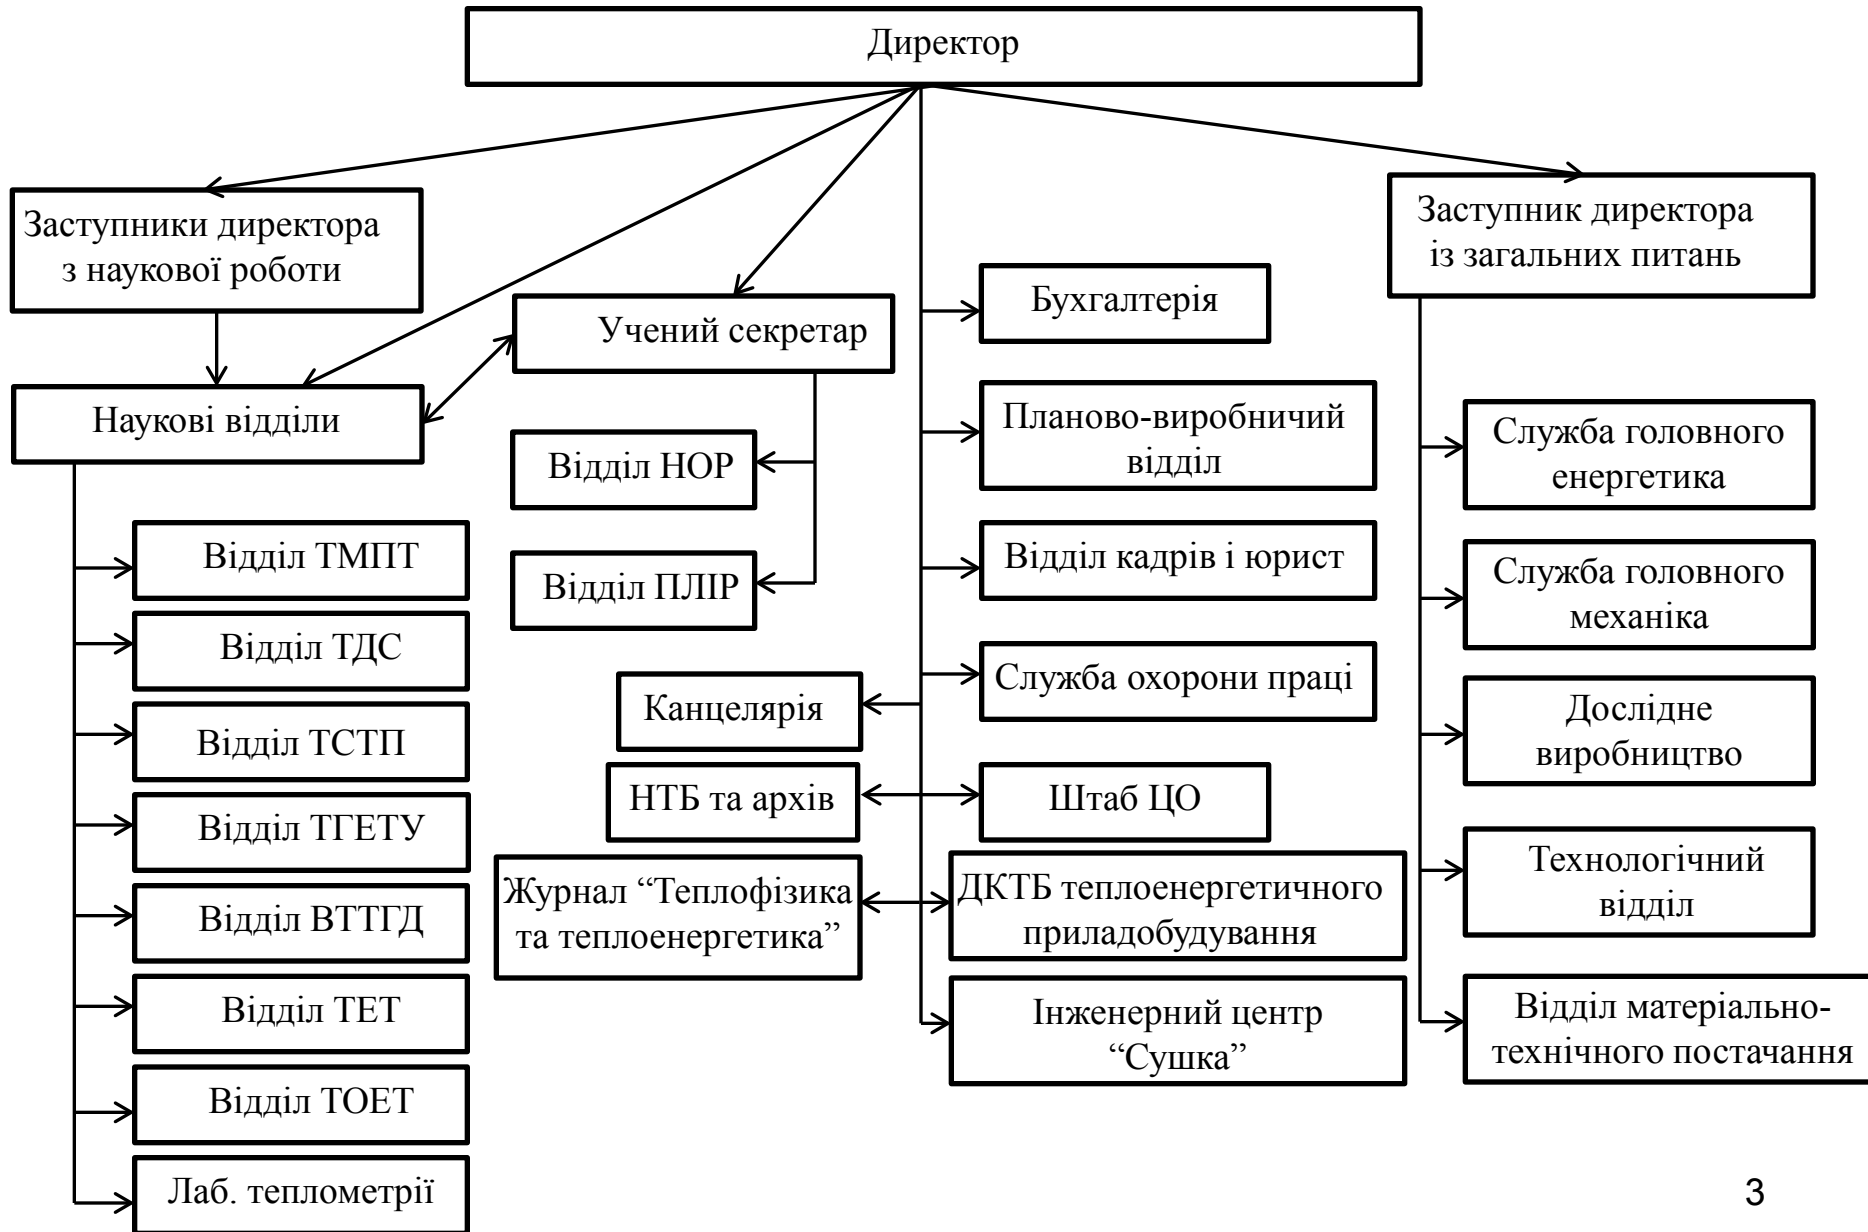 Директор
Заступники директора
з наукової роботи
Наукові відділи
Відділ ТМПТ
Відділ ТДС
Відділ ТСТП
Відділ ТГЕТУ
Відділ ВТТГД
Відділ ТЕТ
Відділ ТОЕТ
Лаб. теплометрії
Учений секретар
Відділ НОР
Відділ ПЛІР
Канцелярія
НТБ та архів
Журнал “Теплофізика
та теплоенергетика”
Бухгалтерія
Планово-виробничий
відділ
Відділ кадрів і юрист
Служба охорони праці
Штаб ЦО
ДКТБ теплоенергетичного
приладобудування
Інженерний центр
“Сушка”
Заступник директора
із загальних питань
Служба головного
енергетика
Служба головного
механіка
Дослідне
виробництво
Технологічний
відділ
Відділ матеріально-
технічного постачання
3